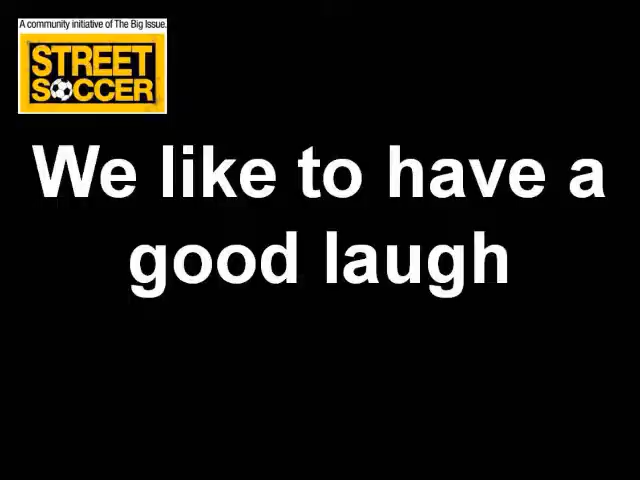 A community initiative of The Big Issue.
STREET
SOCCER
We like to have a
good laugh